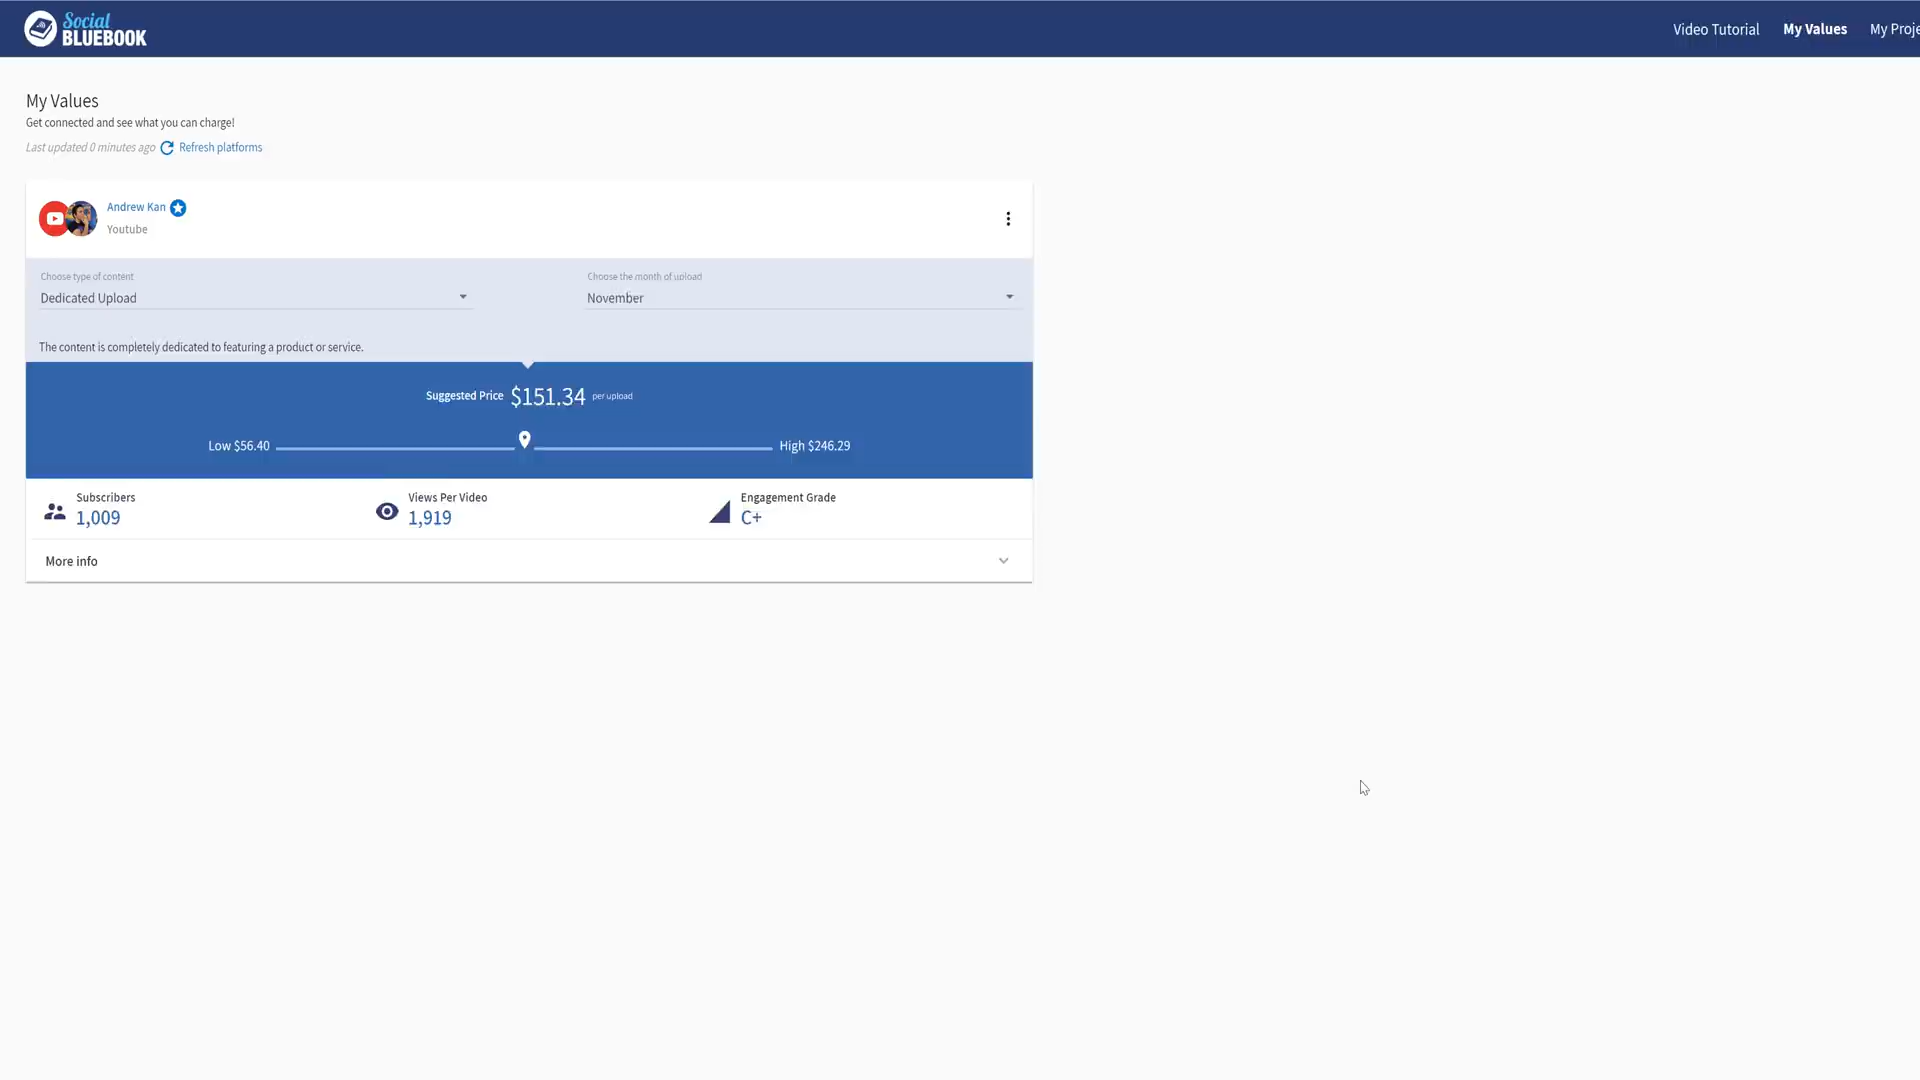 Social
BLUEBOOK
Video Tutorial
My Values
My Proje
My Values
Get connected and see what you can charge!
Last updated 0 minutes ago
Refresh platforms
Andrew Kan
Youtube
Choose type of content
Dedicated Upload
Choose the month of upload
November
The content is completely dedicated to featuring a product or service.
Suggested Price $151.34 per upload
Low $56.40
High $246.29
Subscribers
1,009
Views Per Video
1,919
Engagement Grade
C+
More info